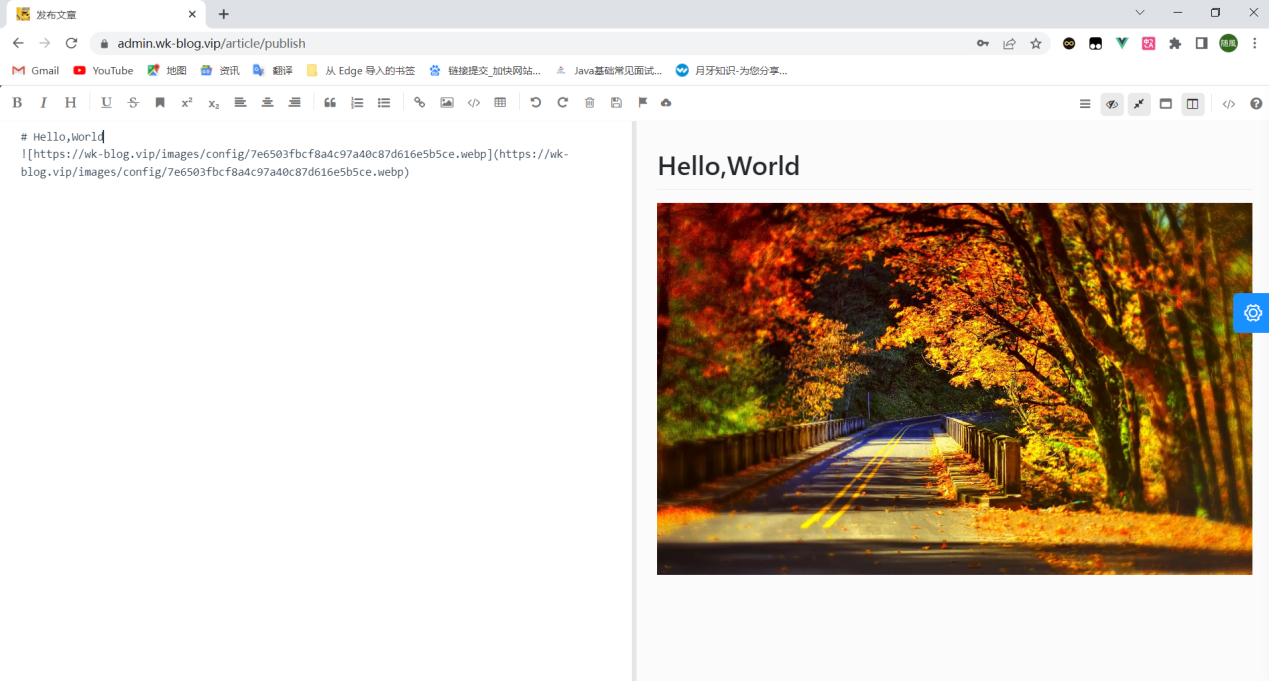 发布文章
admin.wk-blog.vip/article/publish
随風
Gmail
YouTube
地图
资讯
翻译
从 Edge 导入的书签
链接提交_加快网站...
Java基础常见面试...
月牙知识-为您分享...
# Hello,World
![https://wk-blog.vip/images/config/7e6503fbcf8a4c97a40c87d616e5b5ce.webp](https://wk-
blog.vip/images/config/7e6503fbcf8a4c97a40c87d616e5b5ce.webp)
Hello,World